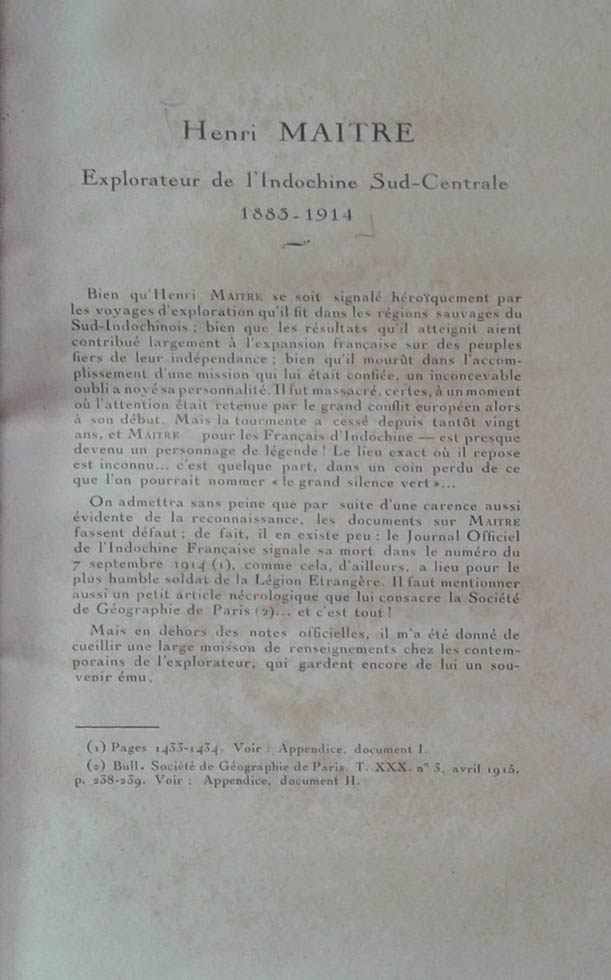 Henri MAITRE
Explorateur de l'Indochine Sud-Centrale
1883-1914
Bien qu'Henri MAITRE se soit signalé héroïquement par
les voyages d'exploration qu'il fit dans les régions sauvages du
Sud-Indochinois ; bien que les résultats qu'il atteignit aient
contribué largement à l'expansion française sur des peuples
fiers de leur indépendance ; bien qu'il mourût dans l'accom-
plissement d'une mission qui lui était confiée, un inconcevable
oubli a noyé sa personnalité. Il fut massacré, certes, à un moment
où l'attention était retenue par le grand conflit européen alors
à son début. Mais la tourmente a cessé depuis tantôt vingt
ans, et MAITRE pour les Français d'Indochine — est presque
devenu un personnage de légende ! Le lieu exact où il repose
est inconnu... c'est quelque part, dans un coin perdu de ce
que l'on pourrait nommer « le grand silence vert »...
On admettra sans peine que par suite d'une carence aussi
évidente de la reconnaissance, les documents sur MAITRE
fassent défaut ; de fait, il en existe peu : le Journal Officiel
de l'Indochine Française signale sa mort dans le numéro du
7 septembre 1914 (1), comme cela, d'ailleurs, a lieu pour le
plus humble soldat de la Légion Etrangère. Il faut mentionner
aussi un petit article nécrologique que lui consacre la Société
de Géographie de Paris (2)... et c'est tout !
Mais en dehors des notes officielles, il m'a été donné de
cueillir une large moisson de renseignements chez les contem-
porains de l'explorateur, qui gardent encore de lui un sou-
venir ému.
(1) Pages 1433-1434. Voir : Appendice, document I.
(2) Bull. Société de Géographie de Paris. T. XXX. n° 3, avril 1915,
p. 238-239. Voir : Appendice, document II.